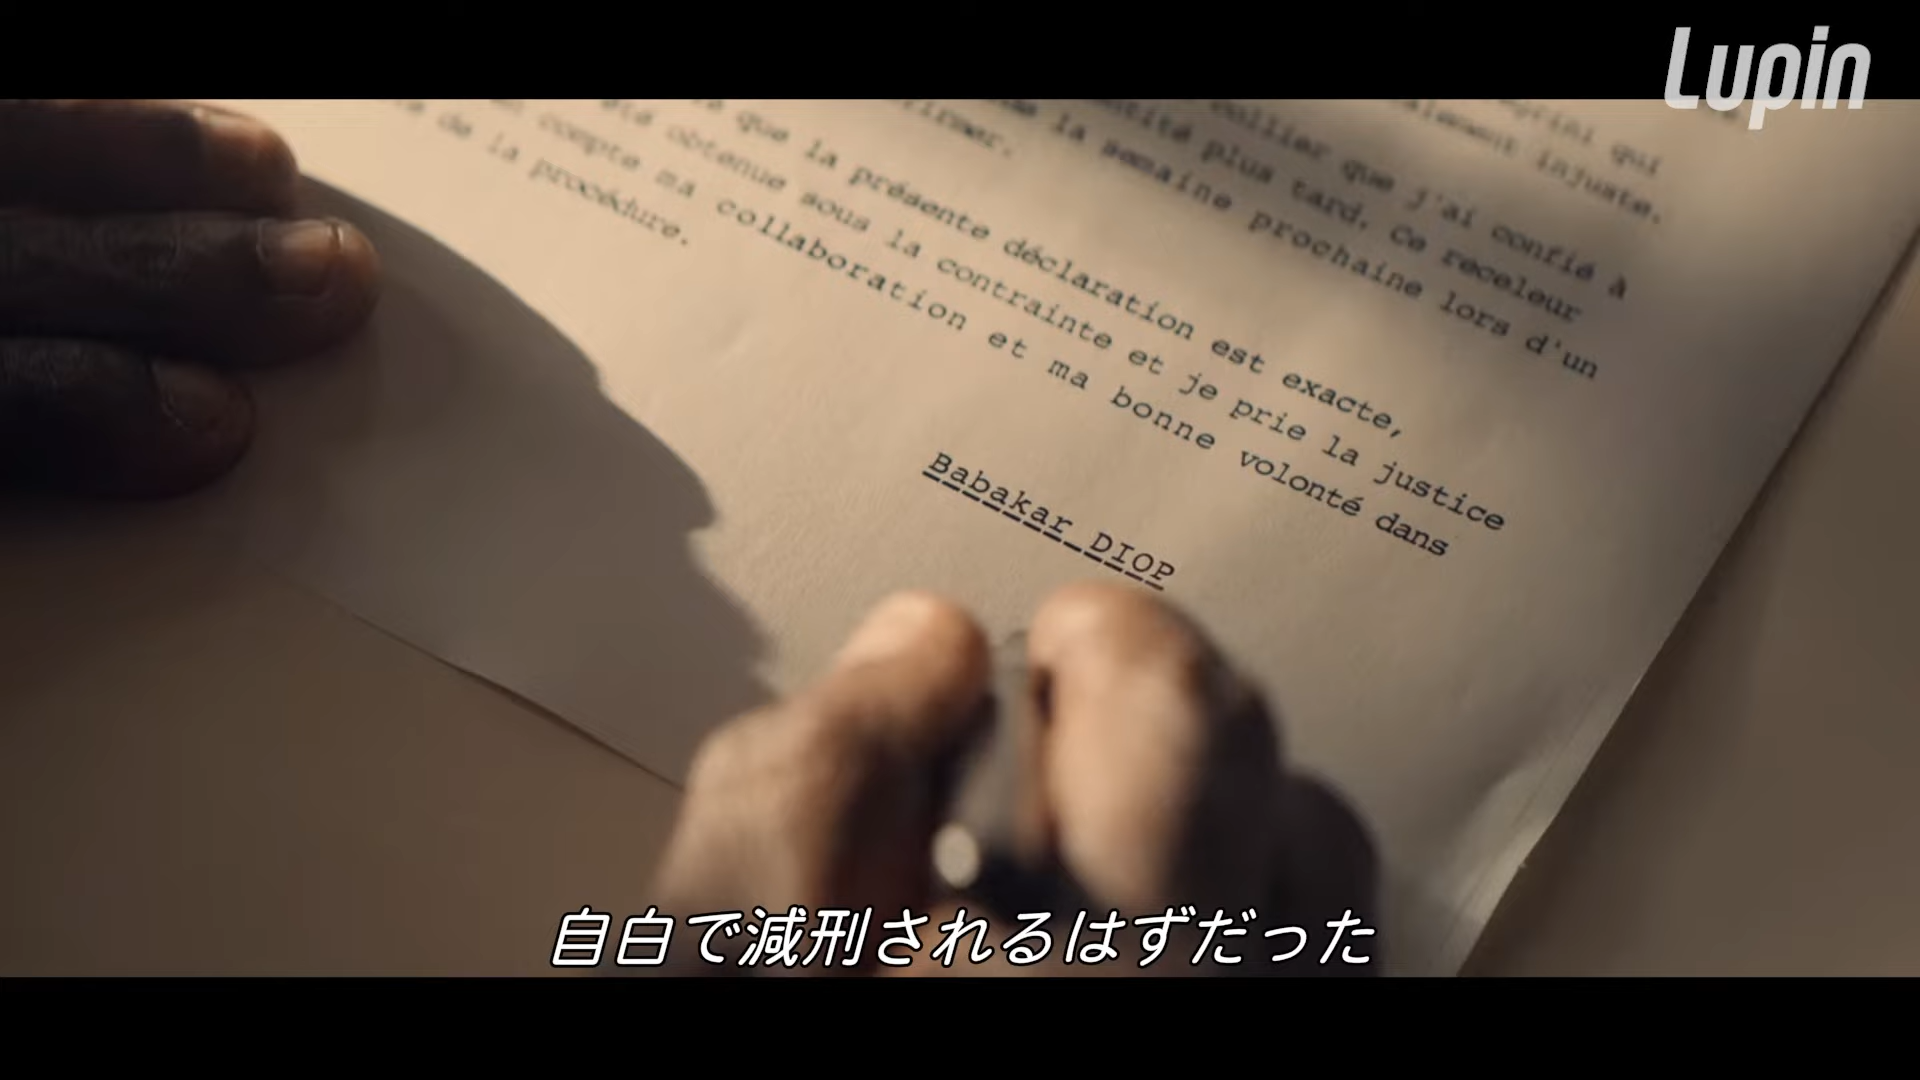 Lupin
qui
injuste.
collier que j'ai confié à
plus tard. Ce receleur
la semaine prochaine lors d'un
que la présente déclaration est exacte,
obtenue sous la contrainte et je prie la justice
compte ma collaboration et ma bonne volonté dans
de la procédure.
Babakar DIOP
自白で減刑されるはずだった